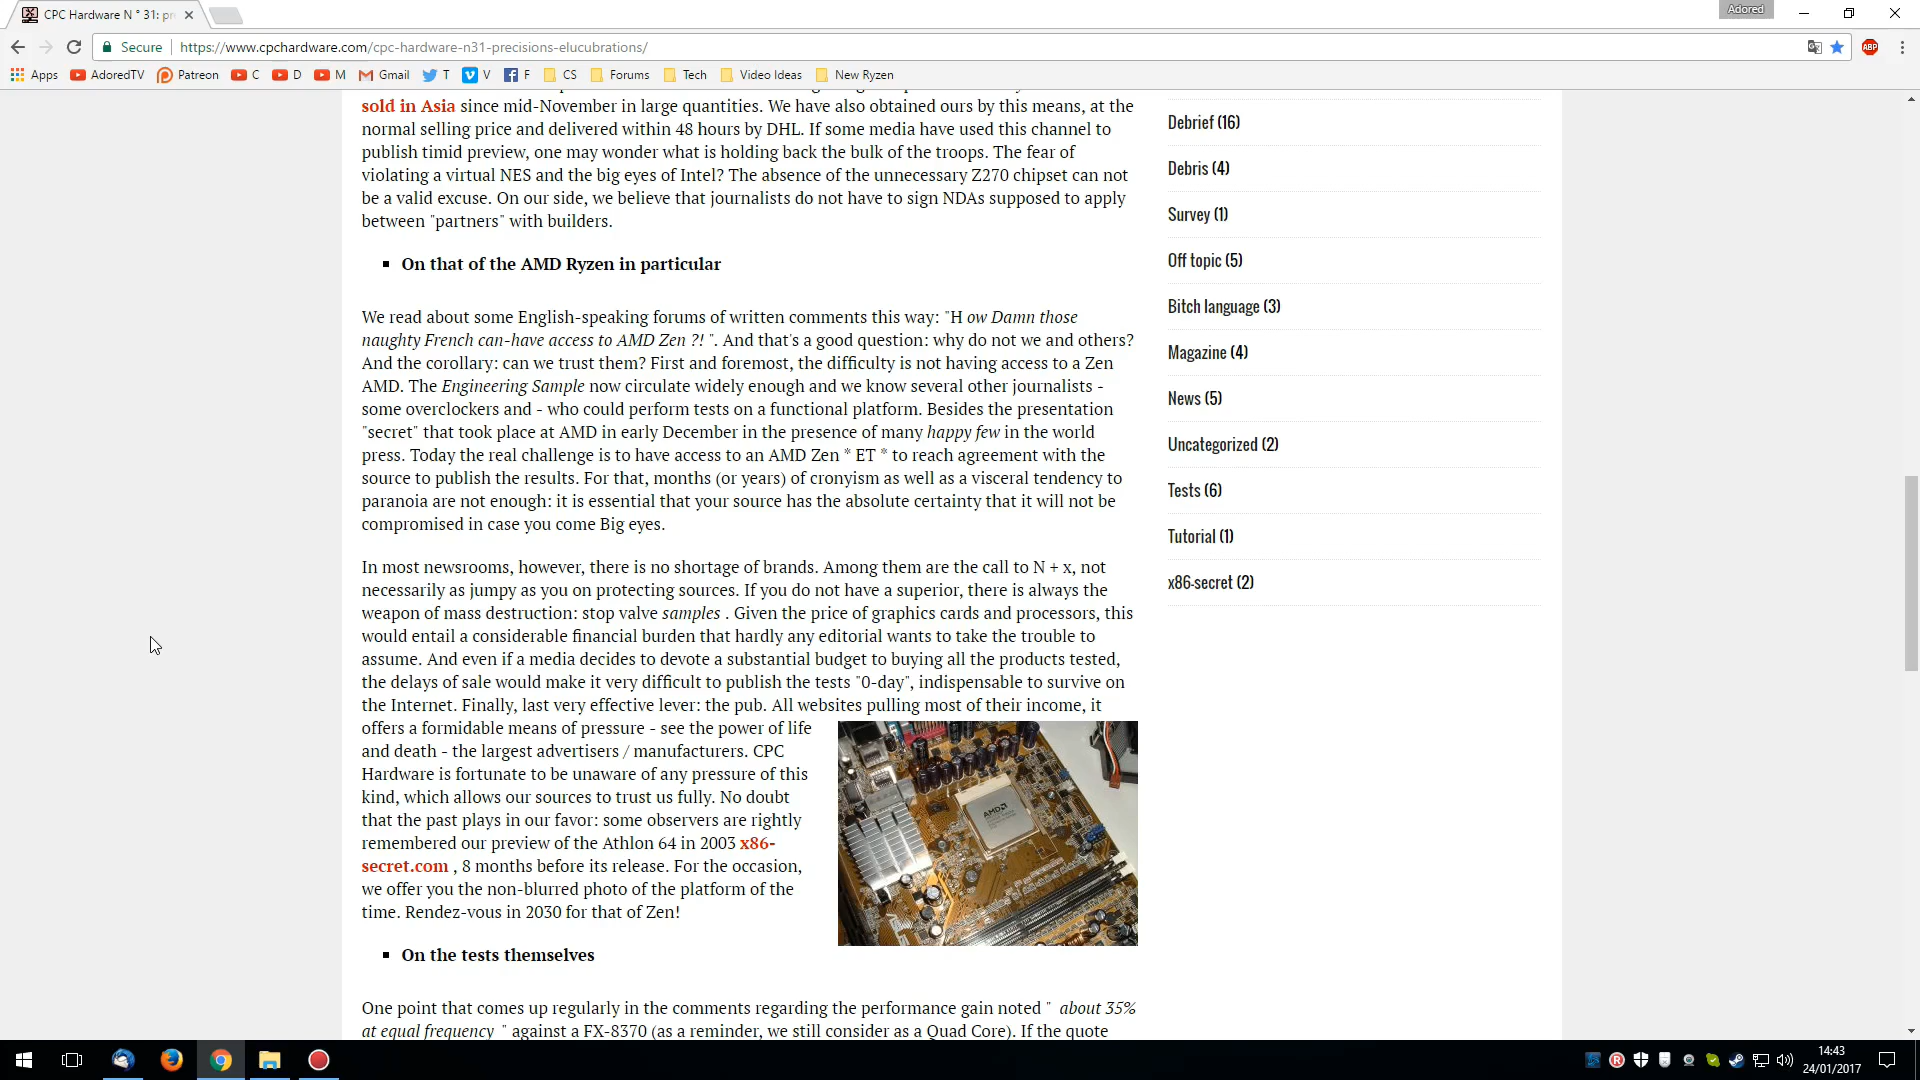 CPC Hardware N ° 31: pr
Adored
Secure
https://www.cpchardware.com/cpc-hardware-n31-precisions-elucubrations/
ABP
Apps
AdoredTV
Patreon
C
D
M
Gmail
T
V
F
CS
Forums
Tech
Video Ideas
New Ryzen
sold in Asia since mid-November in large quantities. We have also obtained ours by this means, at the
normal selling price and delivered within 48 hours by DHL. If some media have used this channel to
publish timid preview, one may wonder what is holding back the bulk of the troops. The fear of
violating a virtual NES and the big eyes of Intel? The absence of the unnecessary Z270 chipset can not
be a valid excuse. On our side, we believe that journalists do not have to sign NDAs supposed to apply
between "partners" with builders.
On that of the AMD Ryzen in particular
We read about some English-speaking forums of written comments this way: "H ow Damn those
naughty French can-have access to AMD Zen ?! ". And that's a good question: why do not we and others?
And the corollary: can we trust them? First and foremost, the difficulty is not having access to a Zen
AMD. The Engineering Sample now circulate widely enough and we know several other journalists -
some overclockers and - who could perform tests on a functional platform. Besides the presentation
"secret" that took place at AMD in early December in the presence of many happy few in the world
press. Today the real challenge is to have access to an AMD Zen * ET * to reach agreement with the
source to publish the results. For that, months (or years) of cronyism as well as a visceral tendency to
paranoia are not enough: it is essential that your source has the absolute certainty that it will not be
compromised in case you come Big eyes.
In most newsrooms, however, there is no shortage of brands. Among them are the call to N + x, not
necessarily as jumpy as you on protecting sources. If you do not have a superior, there is always the
weapon of mass destruction: stop valve samples . Given the price of graphics cards and processors, this
would entail a considerable financial burden that hardly any editorial wants to take the trouble to
assume. And even if a media decides to devote a substantial budget to buying all the products tested,
the delays of sale would make it very difficult to publish the tests "0-day", indispensable to survive on
the Internet. Finally, last very effective lever: the pub. All websites pulling most of their income, it
offers a formidable means of pressure - see the power of life
and death - the largest advertisers / manufacturers. CPC
Hardware is fortunate to be unaware of any pressure of this
kind, which allows our sources to trust us fully. No doubt
that the past plays in our favor: some observers are rightly
remembered our preview of the Athlon 64 in 2003 x86-
secret.com , 8 months before its release. For the occasion,
we offer you the non-blurred photo of the platform of the
time. Rendez-vous in 2030 for that of Zen!
AMD
On the tests themselves
One point that comes up regularly in the comments regarding the performance gain noted " about 35%
at equal frequency " against a FX-8370 (as a reminder, we still consider as a Quad Core). If the quote
Debrief (16)
Debris (4)
Survey (1)
Off topic (5)
Bitch language (3)
Magazine (4)
News (5)
Uncategorized (2)
Tests (6)
Tutorial (1)
x86-secret (2)
14:43
24/01/2017